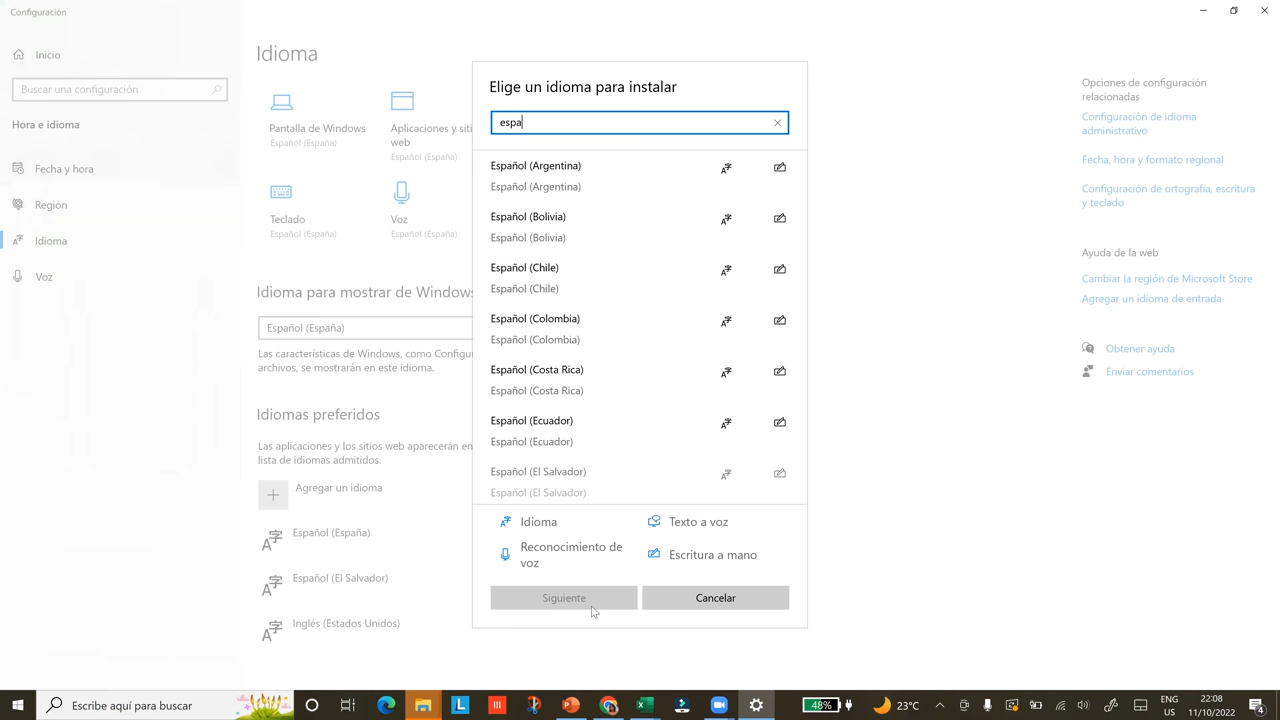 Configuración
Inicio
Buscar una configuración
Hora e idioma
Fecha y hora
Región
Idioma
Voz
Idioma
Pantalla de Windows
Español (España)
Aplicaciones y siti
web
Español (España)
Teclado
Español (España)
Voz
Español (España)
Idioma para mostrar de Windows
Español (España)
Las características de Windows, como Configu
archivos, se mostrarán en este idioma.
Idiomas preferidos
Las aplicaciones y los sitios web aparecerán en
lista de idiomas admitidos.
Agregar un idioma
Español (España)
Español (El Salvador)
Inglés (Estados Unidos)
Elige un idioma para instalar
espa
Español (Argentina)
Español (Argentina)
Español (Bolivia)
Español (Bolivia)
Español (Chile)
Español (Chile)
Español (Colombia)
Español (Colombia)
Español (Costa Rica)
Español (Costa Rica)
Español (Ecuador)
Español (Ecuador)
Español (El Salvador)
Español (El Salvador)
Idioma
Texto a voz
Reconocimiento de
voz
Escritura a mano
Siguiente
Cancelar
Opciones de configuración
relacionadas
Configuración de idioma
administrativo
Fecha, hora y formato regional
Configuración de ortografía, escritura
y teclado
Ayuda de la web
Cambiar la región de Microsoft Store
Agregar un idioma de entrada
Obtener ayuda
Enviar comentarios
Escribe aquí para buscar
48%
23°C
ENG
US
22:08
11/10/2022
4